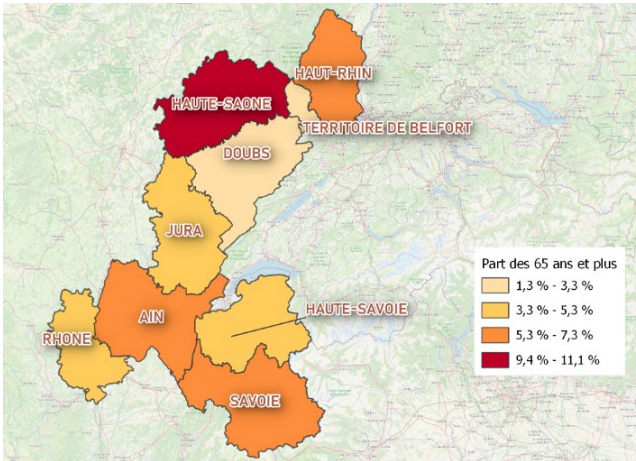 HAUT-RHIN
HAUTE-SAONE
TERRITOIRE DE BELFORT
DOUBS
JURA
Part des 65 ans et plus
1,3 % - 3,3 %
3,3 % - 5,3 %
5,3 % - 7,3 %
9,4 % - 11,1 %
HAUTE-SAVOIE
AIN
RHONE
SAVOIE